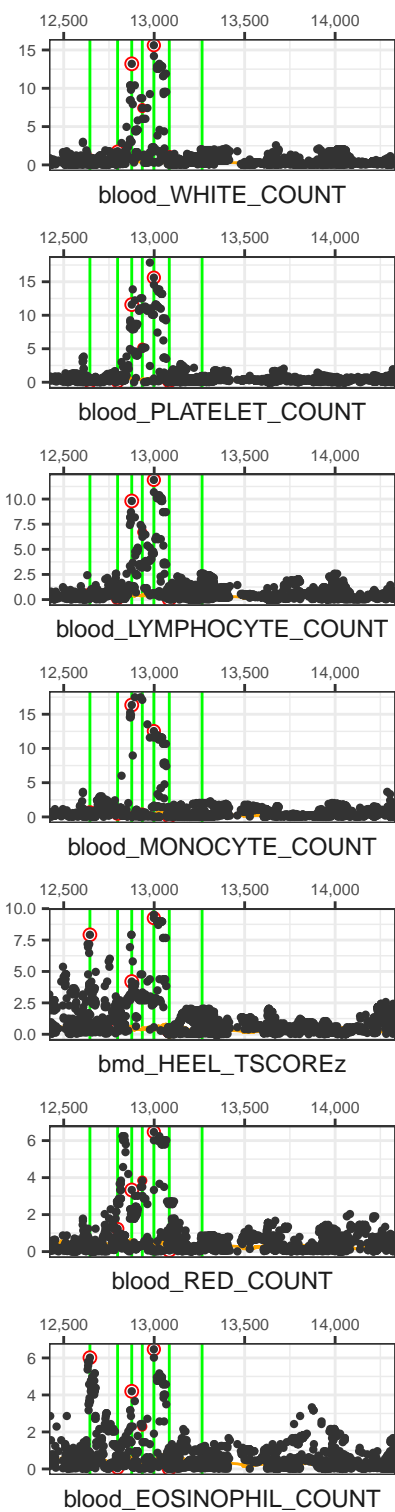 12,500 13,000 13,500 14,000
15
10
5
0
blood_WHITE_COUNT
12,500 13,000 13,500 14,000
15
10
5
0
blood_PLATELET_COUNT
12,500 13,000 13,500 14,000
10.0
7.5
5.0
2.5
0.0
blood_LYMPHOCYTE_COUNT
12,500 13,000 13,500 14,000
15
10
5
0
blood_MONOCYTE_COUNT
12,500 13,000 13,500 14,000
10.0
7.5
5.0
2.5
0.0
bmd_HEEL_TSCOREz
12,500 13,000 13,500 14,000
6
4
2
0
blood_RED_COUNT
12,500 13,000 13,500 14,000
6
4
2
0
blood_EOSINOPHIL_COUNT